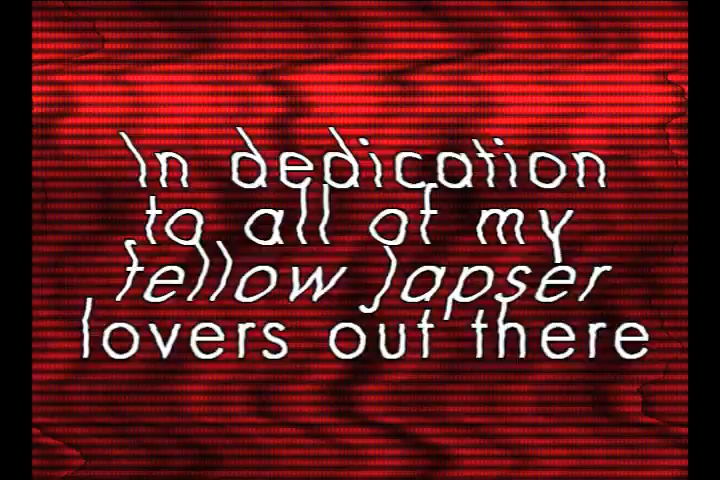 In dedication
to all of my
fellow Japser
lovers out there